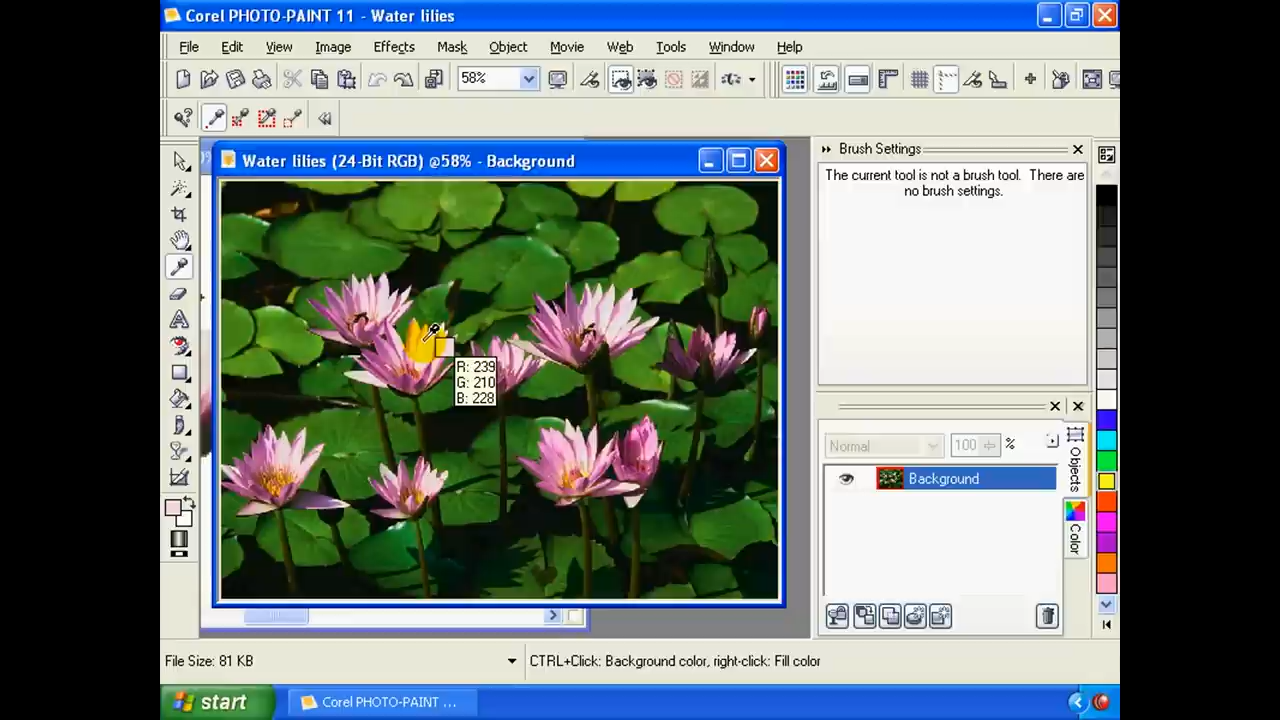 Corel PHOTO-PAINT 11 - Water lilies
File Edit View Image Effects Mask Object Movie Web Tools Window Help
58%
Water lilies (24-Bit RGB) @58% - Background
R: 239
G: 210
B: 228
Brush Settings
The current tool is not a brush tool. There are
no brush settings.
Normal 100 %
Background
Objects
Color
File Size: 81 KB
CTRL+Click: Background color, right-click: Fill color
start
Corel PHOTO-PAINT ...